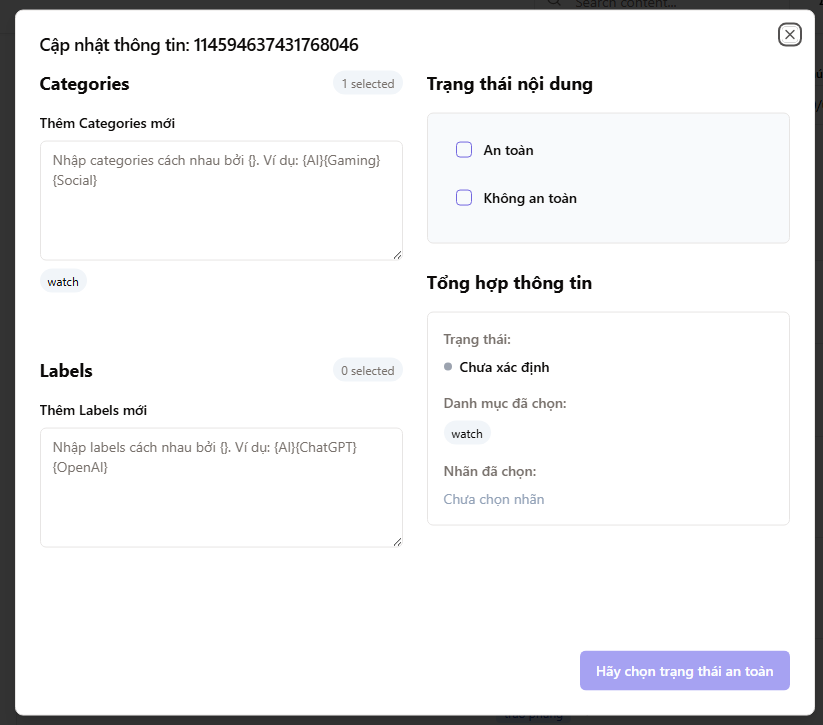 Search content...
Cập nhật thông tin: 114594637431768046
Categories
1 selected
Thêm Categories mới
Nhập categories cách nhau bởi {}. Ví dụ: {AI}{Gaming}
{Social}
watch
Labels
0 selected
Thêm Labels mới
Nhập labels cách nhau bởi {}. Ví dụ: {AI}{ChatGPT}
{OpenAI}
Trạng thái nội dung
An toàn
Không an toàn
Tổng hợp thông tin
Trạng thái:
Chưa xác định
Danh mục đã chọn:
watch
Nhãn đã chọn:
Chưa chọn nhãn
Hãy chọn trạng thái an toàn